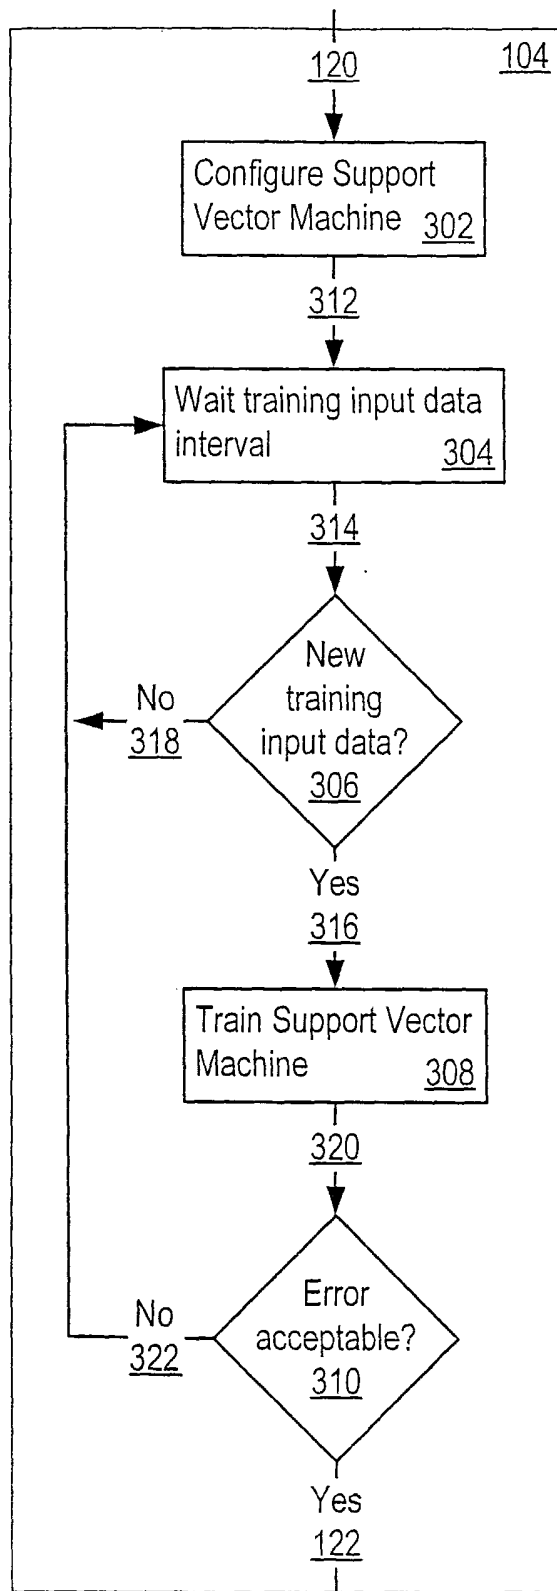 120
104
Configure Support
Vector Machine 302
312
Wait training input data
interval
304
314
New
training
input data?
306
No
318
Yes
316
Train Support Vector
Machine
308
320
Error
acceptable?
310
No
322
Yes
122